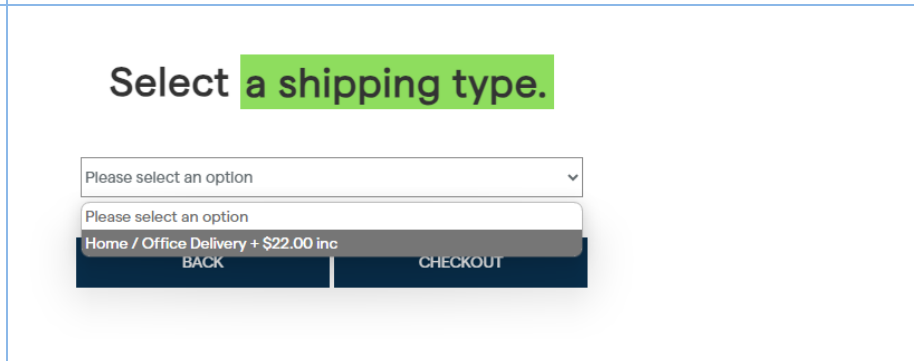 Select a shipping type.
Please select an option
Please select an option
Home / Office Delivery + $22.00 inc
BACK CHECKOUT